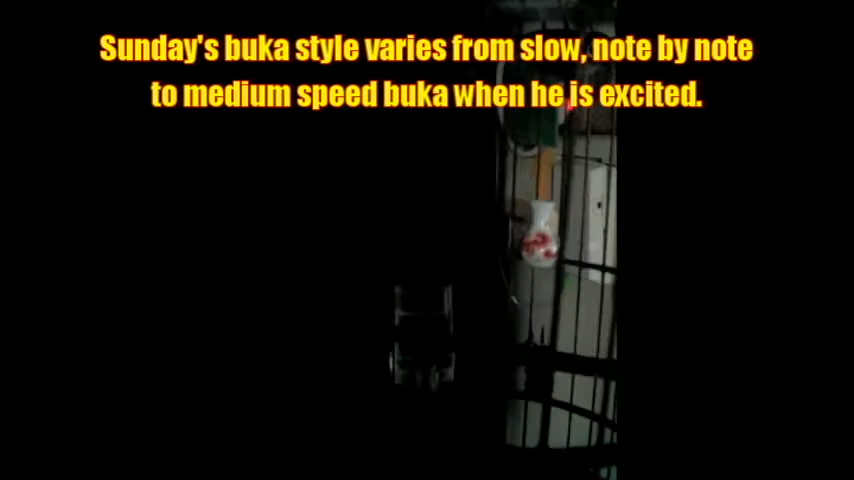 Sunday's buka style varies from slow, note by note
to medium speed buka when he is excited.